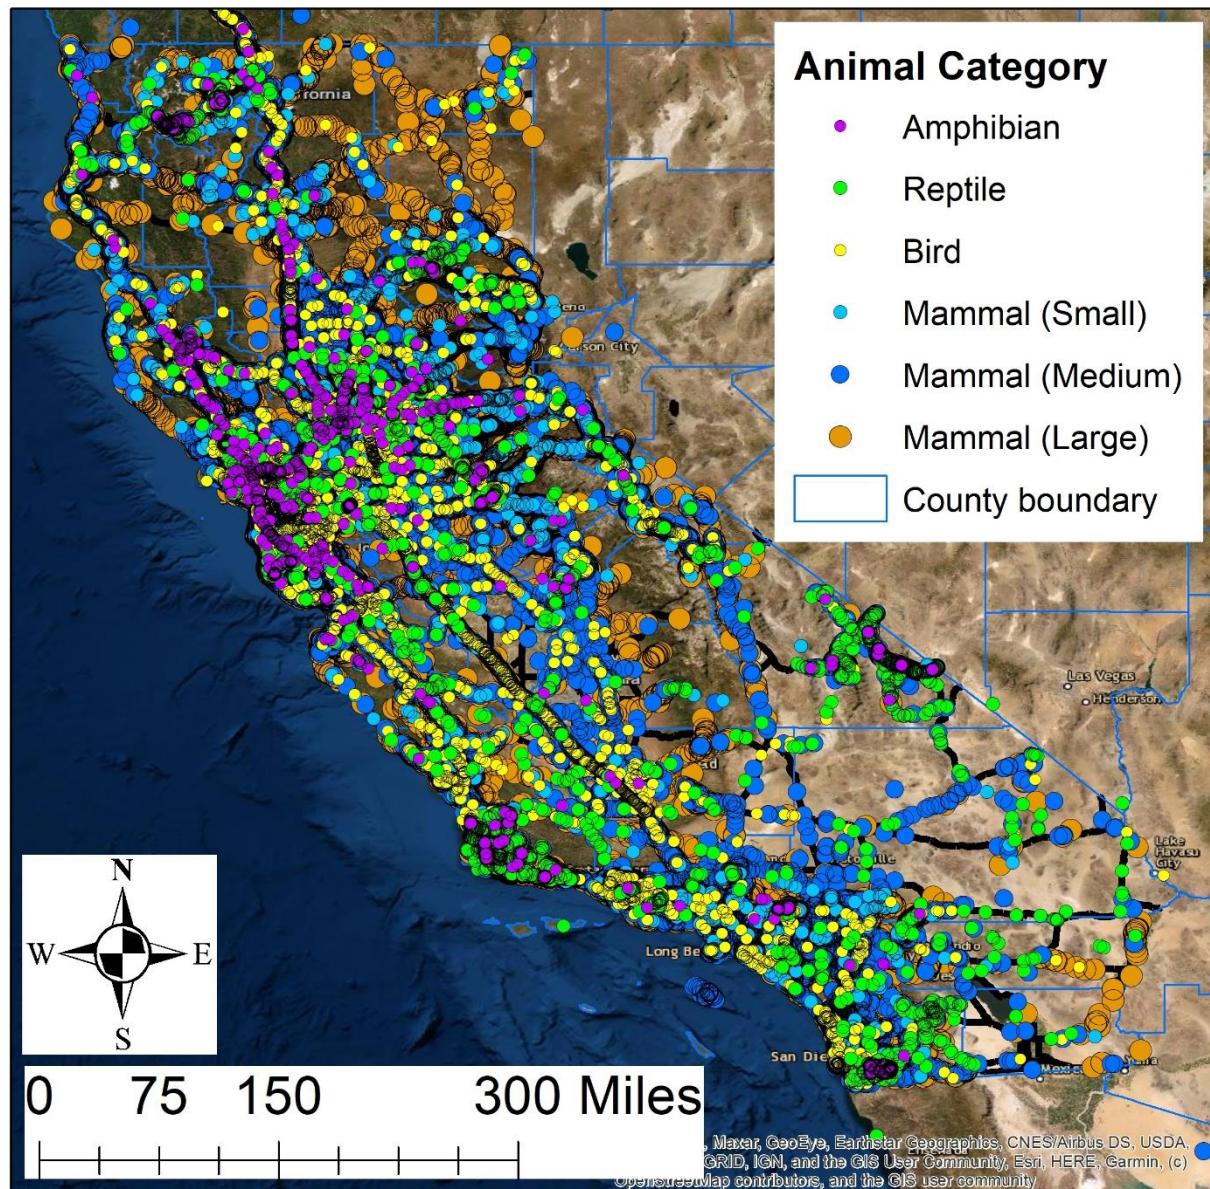 Animal Category
Amphibian
Reptile
Bird
Mammal (Small)
Mammal (Medium)
Mammal (Large)
County boundary
Las Vegas
Henderson
Lake
Havasu
City
N
W E
S
Long Be
San Die
0 75 150 300 Miles
, Maxar, GeoEye, Earthstar Geographics, CNES/Airbus DS, USDA,
GRID, IGN, and the GIS User Community, Esri, HERE, Garmin, (c)
OpenStreetMap contributors, and the GIS user community